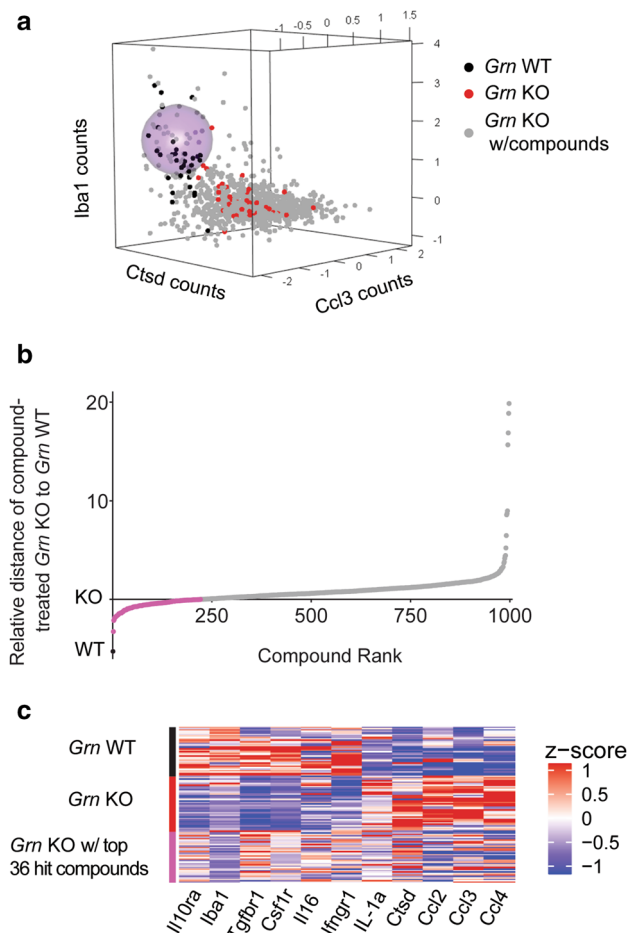 a
-1 -0.5 0 0.5 1 1.5
4
3
2
1
0
-1
Iba1 counts
Ctsd counts
-2 -1 0 1 2
Ccl3 counts
Grn WT
Grn KO
Grn KO
w/compounds
b
Relative distance of compound-
treated Grn KO to Grn WT
20
10
KO
WT
250 500 750 1000
Compound Rank
c
Grn WT
Grn KO
Grn KO w/ top
36 hit compounds
Il10ra Iba1 Tgfbr1 Csf1r Il16 Ifngr1 IL-1a Ctsd Ccl2 Ccl3 Ccl4
z-score
1
0.5
0
−0.5
−1